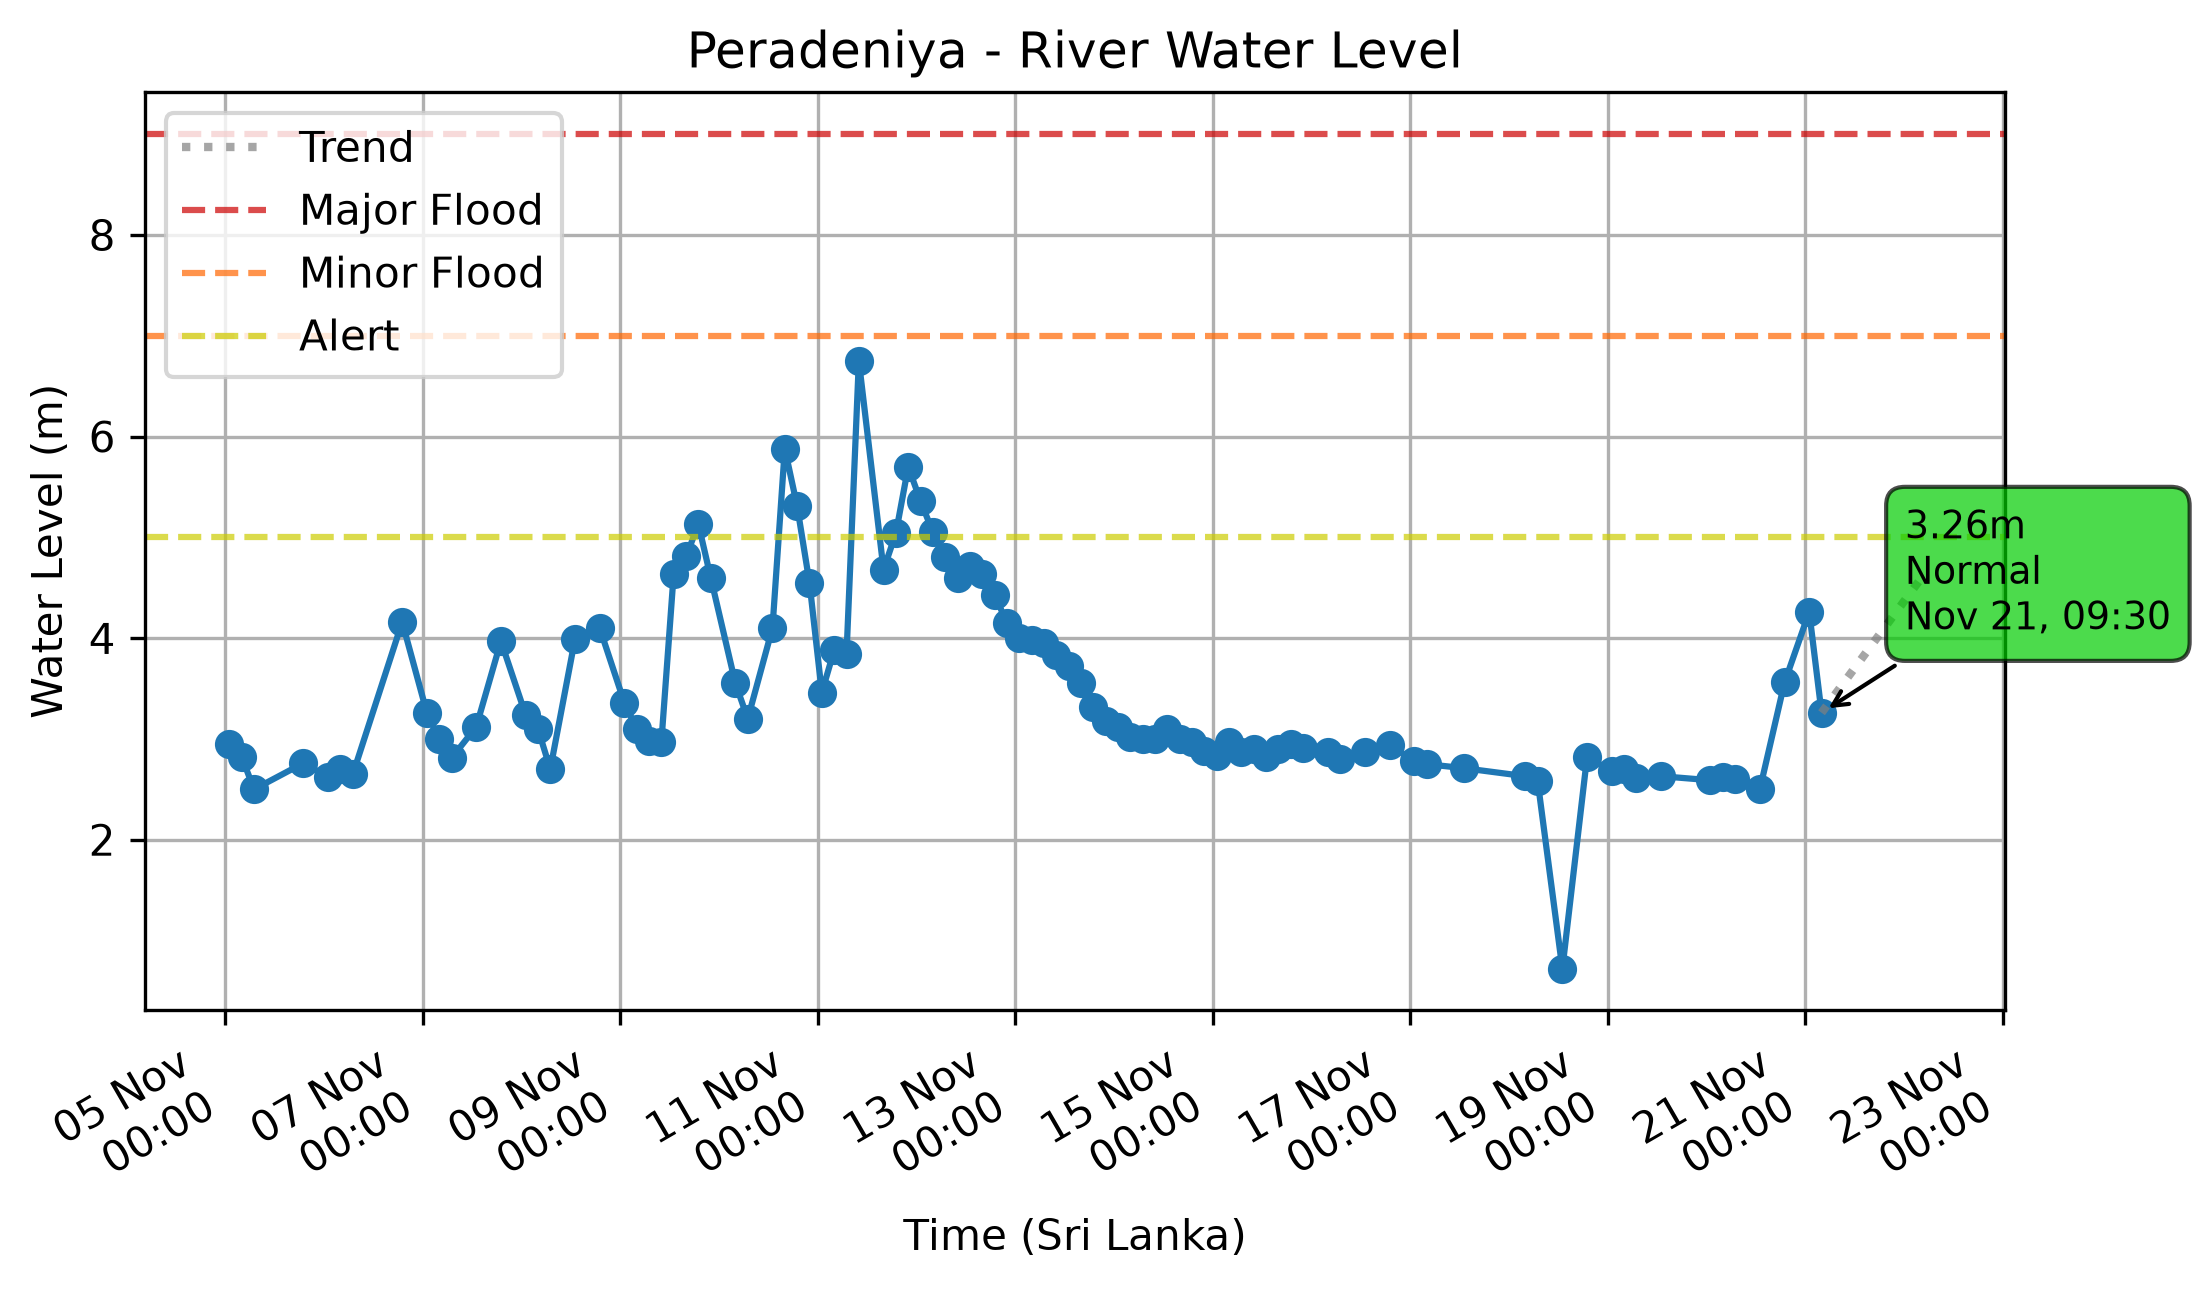 Peradeniya - River Water Level
Trend
Major Flood
Minor Flood
Alert
8
6
4
2
Water Level (m)
3.26m
Normal
Nov 21, 09:30
05 Nov
00:00
07 Nov
00:00
09 Nov
00:00
11 Nov
00:00
13 Nov
00:00
15 Nov
00:00
17 Nov
00:00
19 Nov
00:00
21 Nov
00:00
23 Nov
00:00
Time (Sri Lanka)